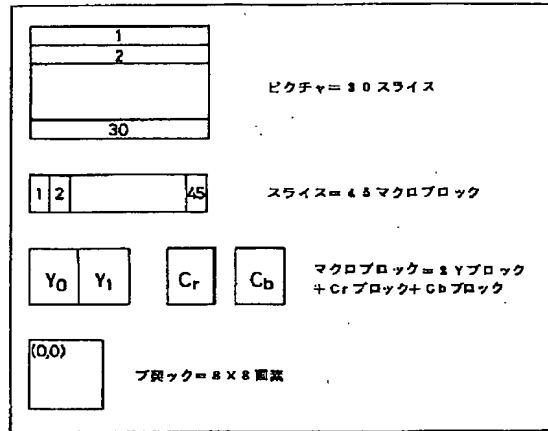 1
2
30
ピクチャ＝３０スライス
1 2 45
スライス＝４５マクロブロック
Y0 Y1 Cr Cb
マクロブロック＝２Ｙブロック
＋Crブロック＋Cbブロック
(0,0)
ブロック＝８×８画素